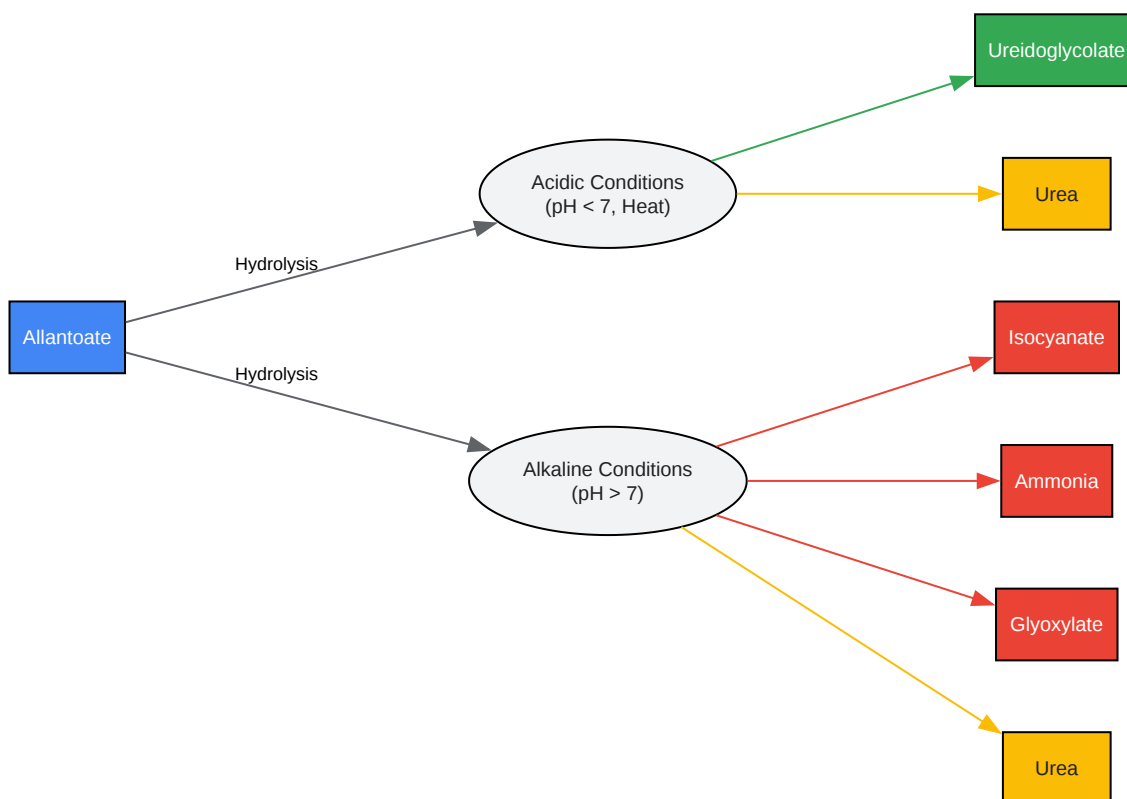 Ureidoglycolate
Acidic Conditions
(pH < 7, Heat)
Urea
Hydrolysis
Allantoate
Isocyanate
Hydrolysis
Alkaline Conditions
(pH > 7)
Ammonia
Glyoxylate
Urea